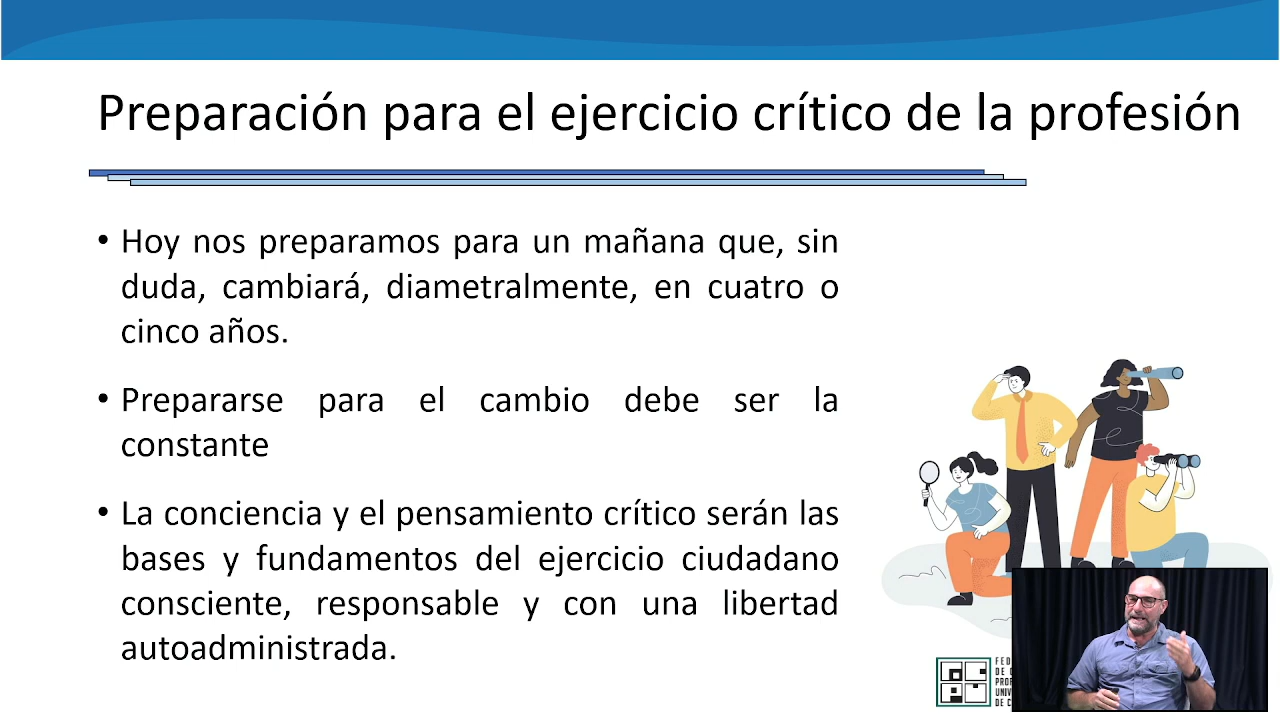 Preparación para el ejercicio crítico de la profesión
• Hoy nos preparamos para un mañana que, sin
duda, cambiará, diametralmente, en cuatro o
cinco años.
• Prepararse para el cambio debe ser la
constante
• La conciencia y el pensamiento crítico serán las
bases y fundamentos del ejercicio ciudadano
consciente, responsable y con una libertad
autoadministrada.
DE